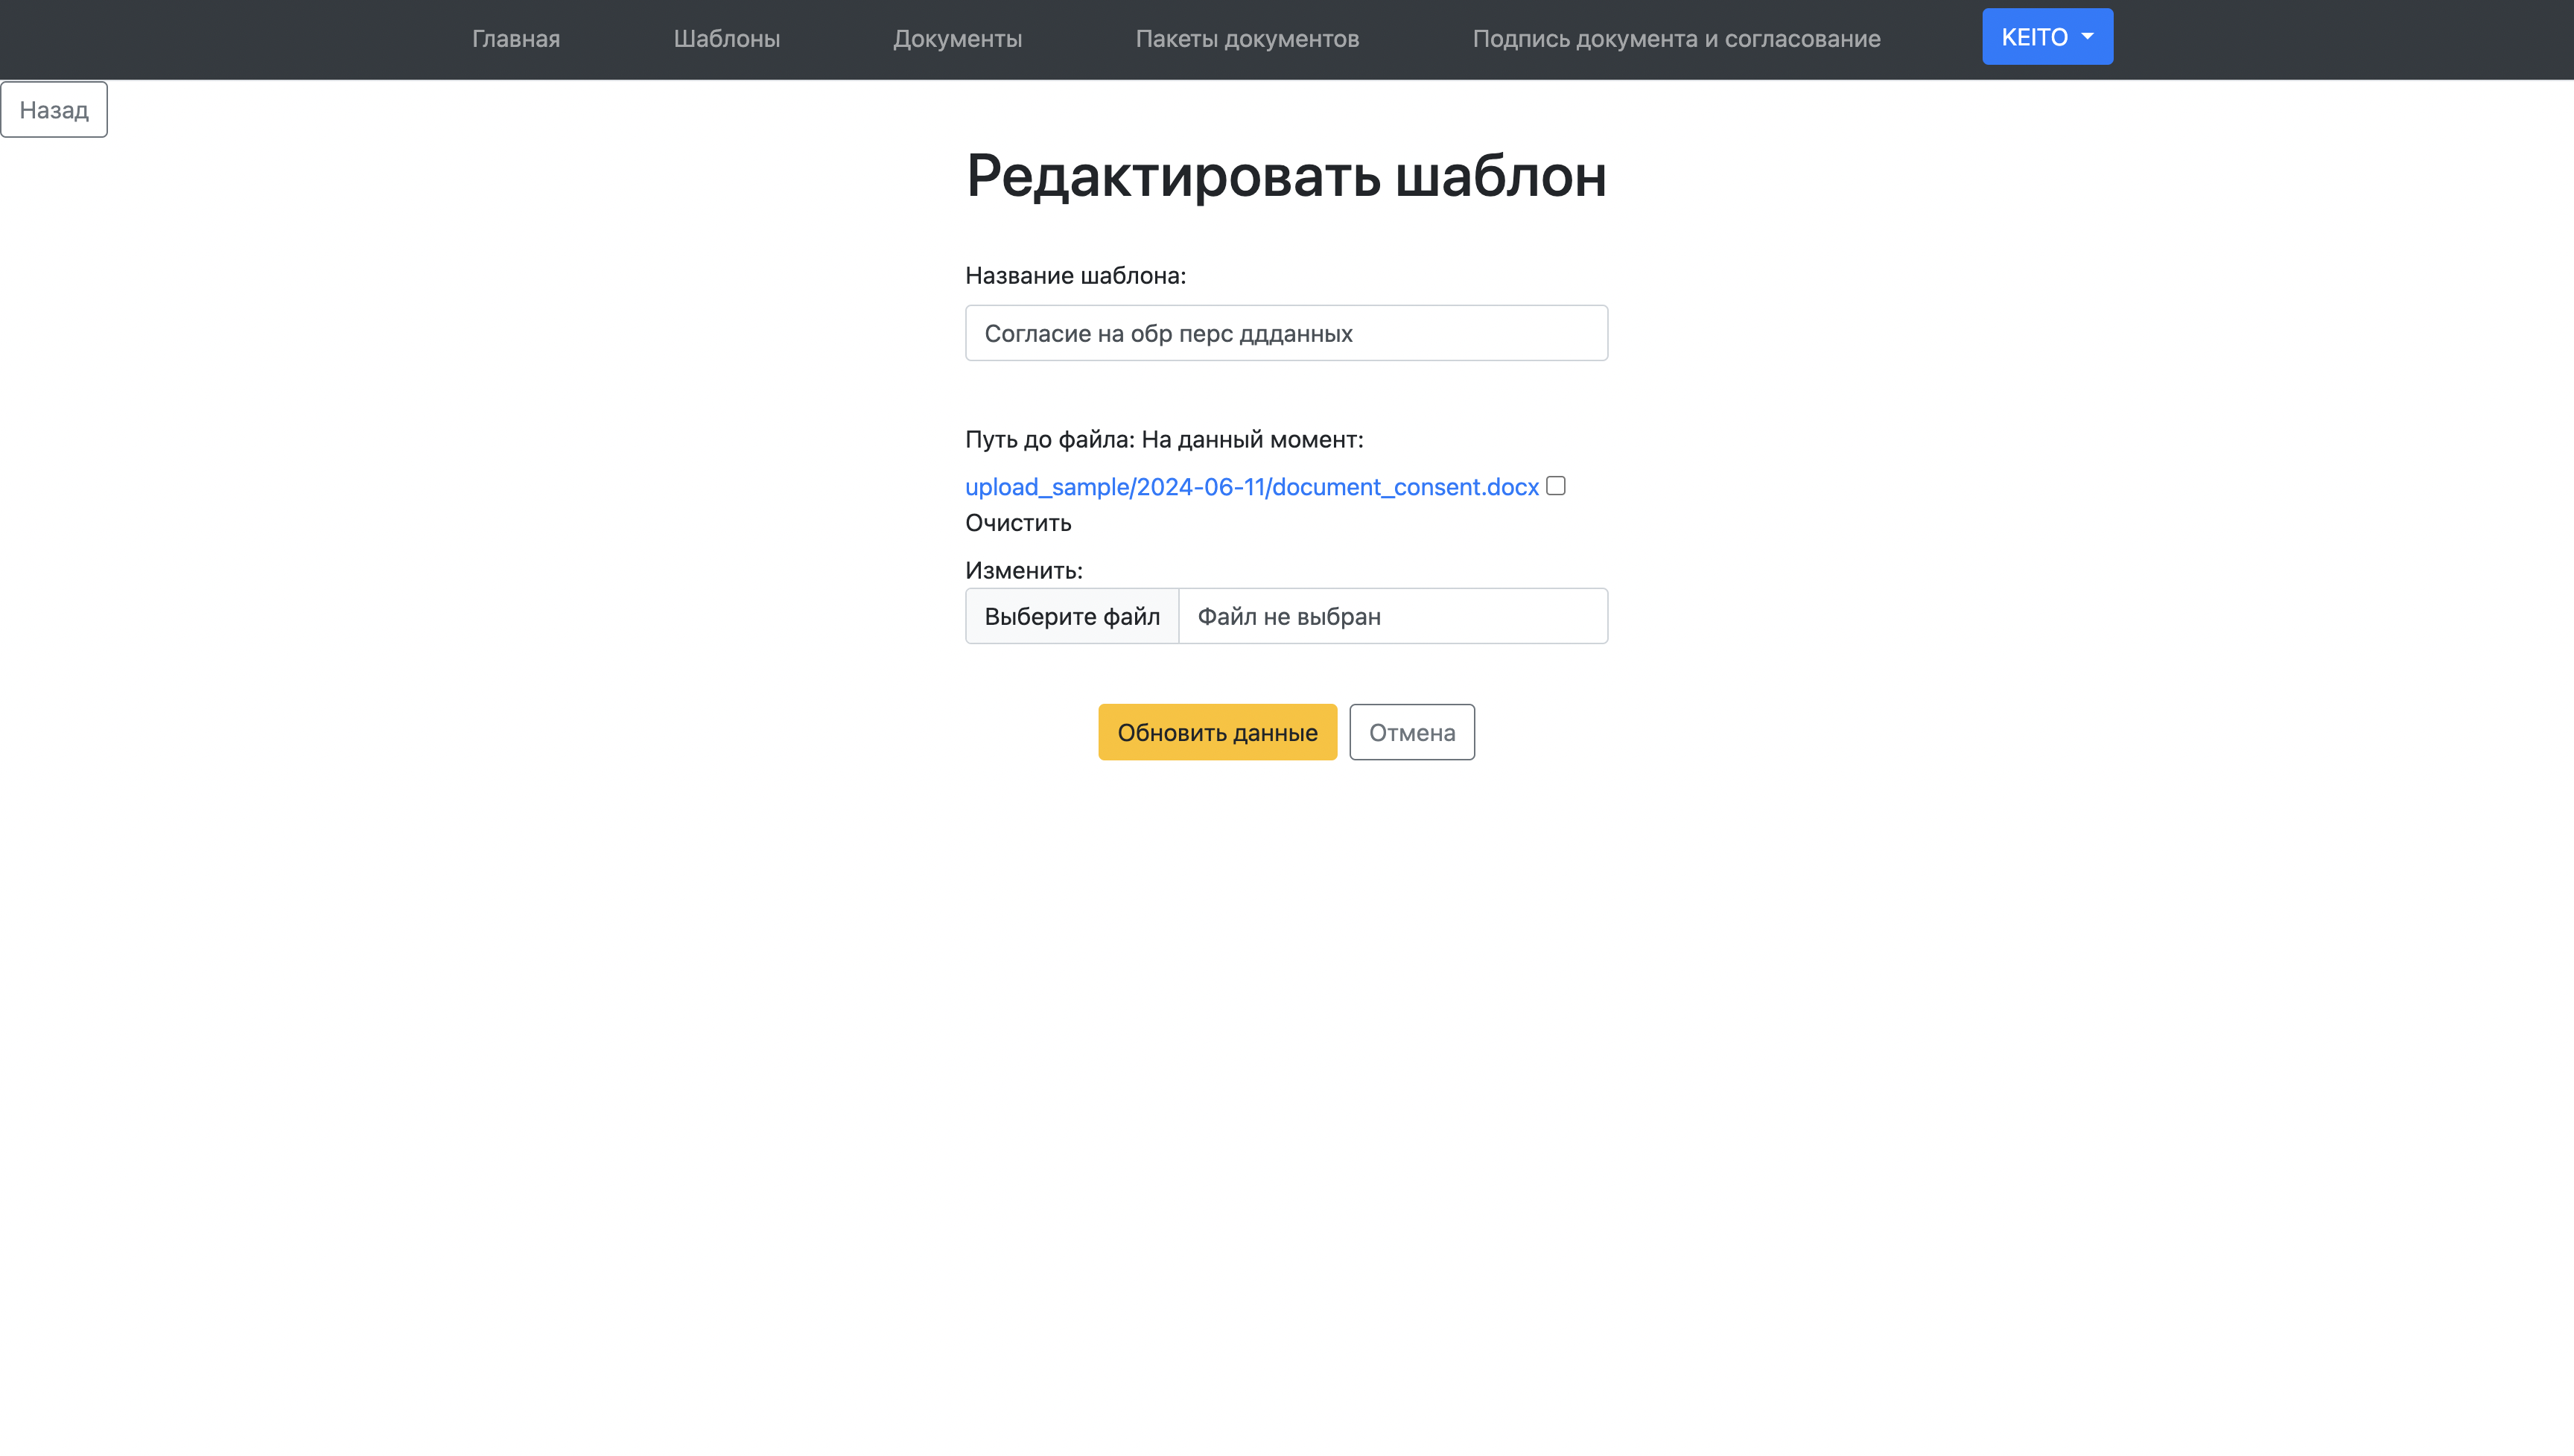 Главная Шаблоны Документы Пакеты документов Подпись документа и согласование KEITO
Назад
Редактировать шаблон
Название шаблона:
Согласие на обр перс ддданных
Путь до файла: На данный момент:
upload_sample/2024-06-11/document_consent.docx
Очистить
Изменить:
Выберите файл Файл не выбран
Обновить данные Отмена